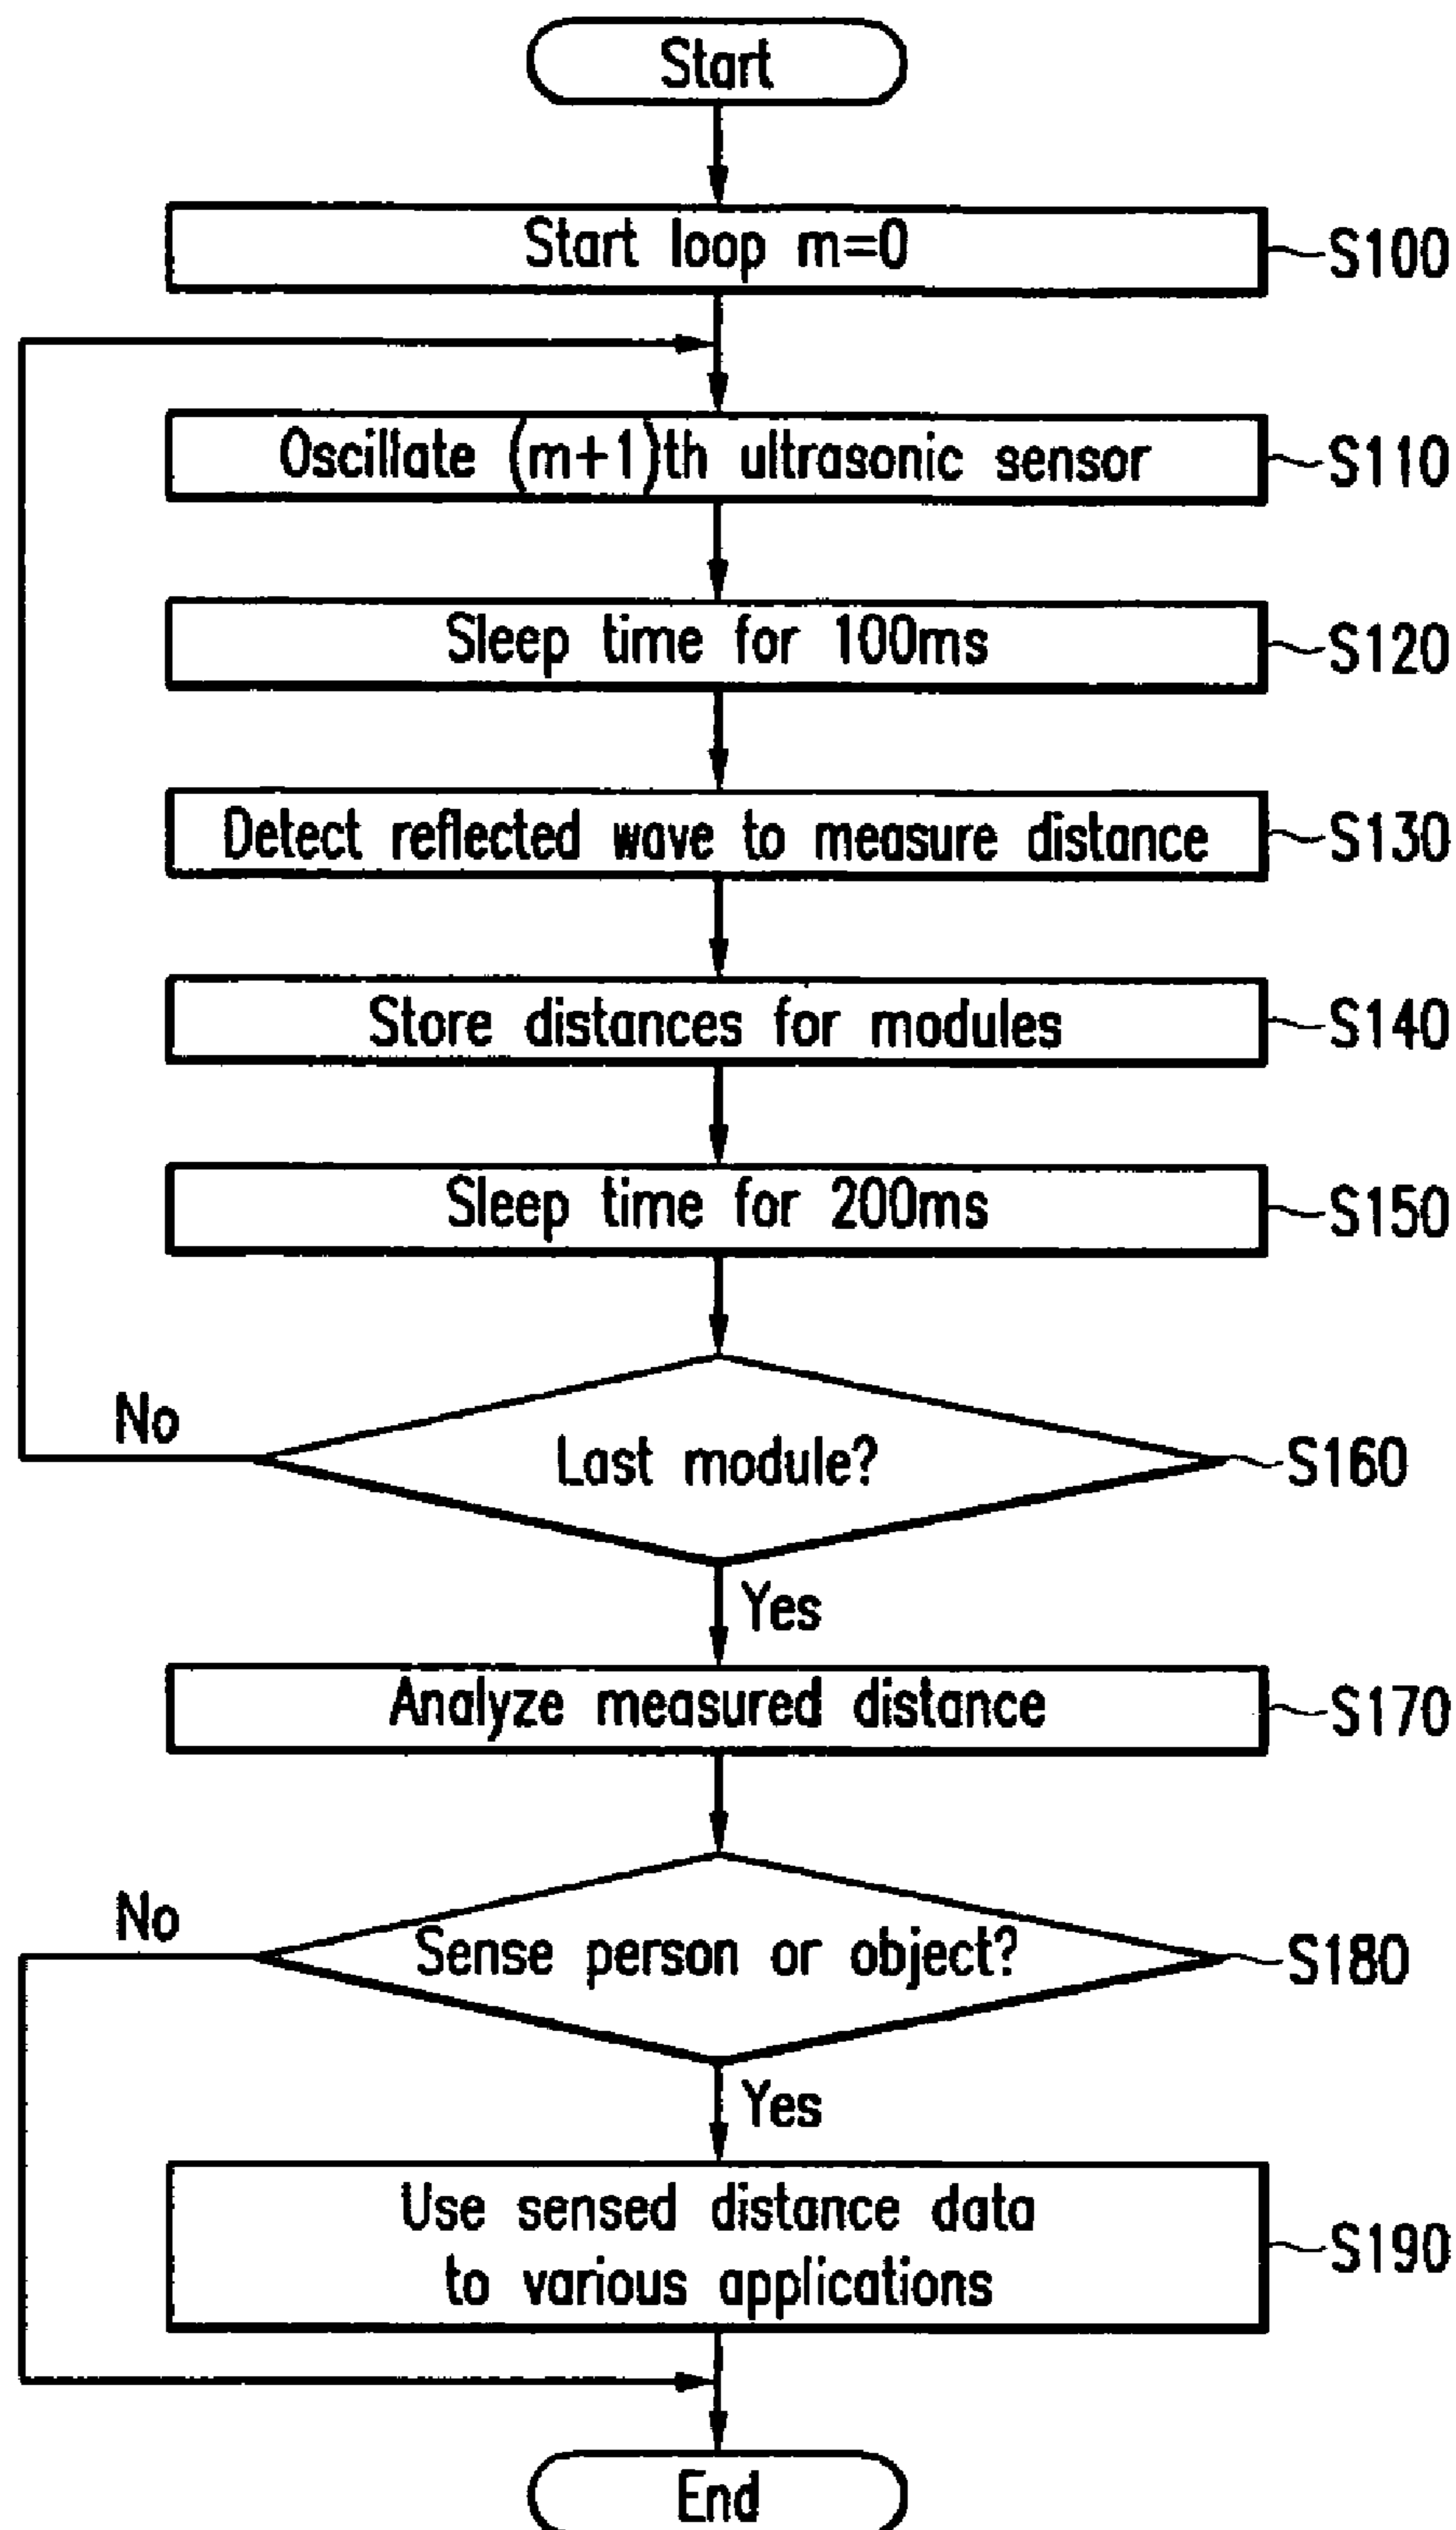 Start
Start loop m=0
S100
Oscillate (m+1)th ultrasonic sensor
S110
Sleep time for 100ms
S120
Detect reflected wave to measure distance
S130
Store distances for modules
S140
Sleep time for 200ms
S150
Last module?
S160
No
Yes
Analyze measured distance
S170
Sense person or object?
S180
No
Yes
Use sensed distance data
to various applications
S190
End